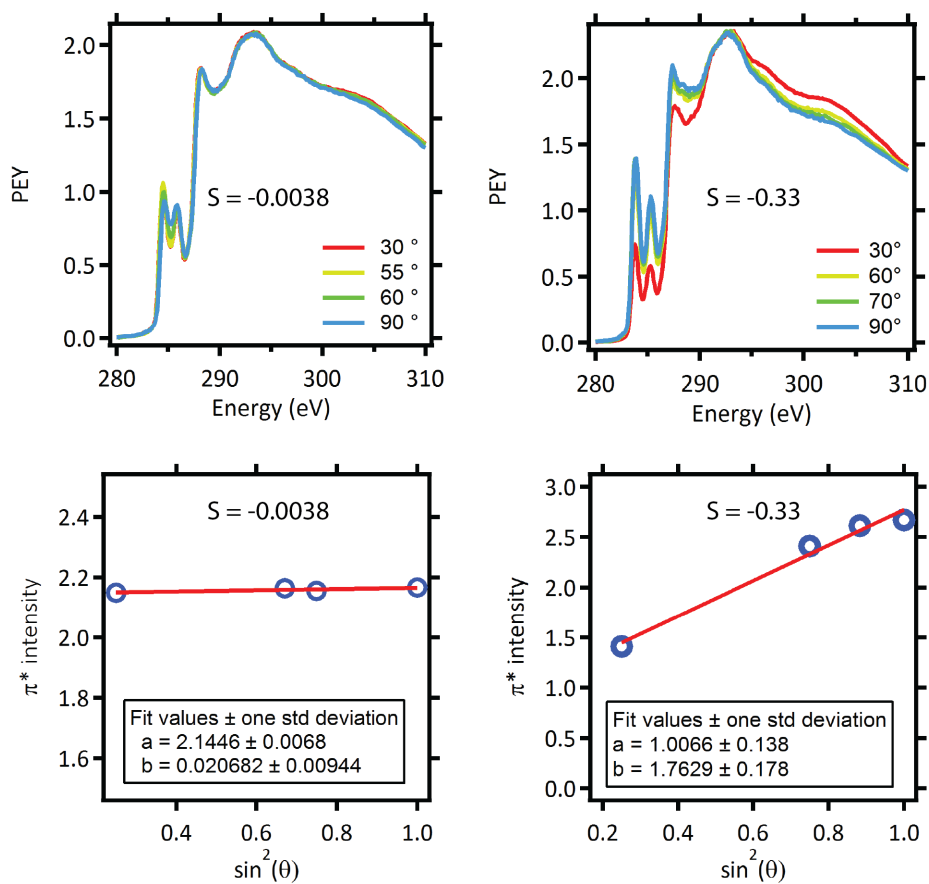 2.0
1.5
1.0
0.5
0.0
PEY
S = -0.0038
30 °
55 °
60 °
90 °
280 290 300 310
Energy (eV)
2.0
1.5
1.0
0.5
0.0
PEY
S = -0.33
30°
60°
70°
90°
280 290 300 310
Energy (eV)
2.4
2.2
2.0
1.8
1.6
π* intensity
S = -0.0038
Fit values ± one std deviation
a = 2.1446 ± 0.0068
b = 0.020682 ± 0.00944
0.4 0.6 0.8 1.0
sin²(θ)
3.0
2.5
2.0
1.5
1.0
0.5
0.0
π* intensity
S = -0.33
Fit values ± one std deviation
a = 1.0066 ± 0.138
b = 1.7629 ± 0.178
0.2 0.4 0.6 0.8 1.0
sin²(θ)